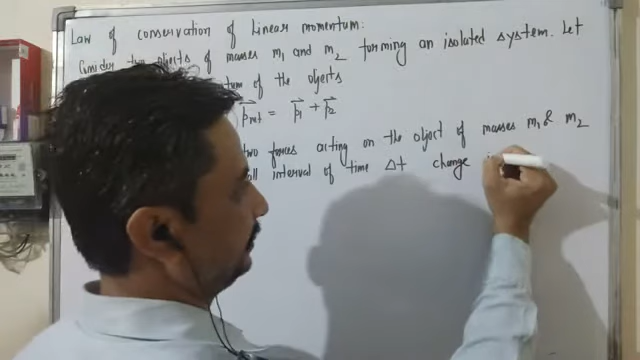 Law of conservation of Linear momentum:
Consider two objects of masses m₁ and m₂ forming an isolated system. Let
of the objects
p⃗net = p⃗₁ + p⃗₂
two forces acting on the object of masses m₁ & m₂
interval of time Δt change